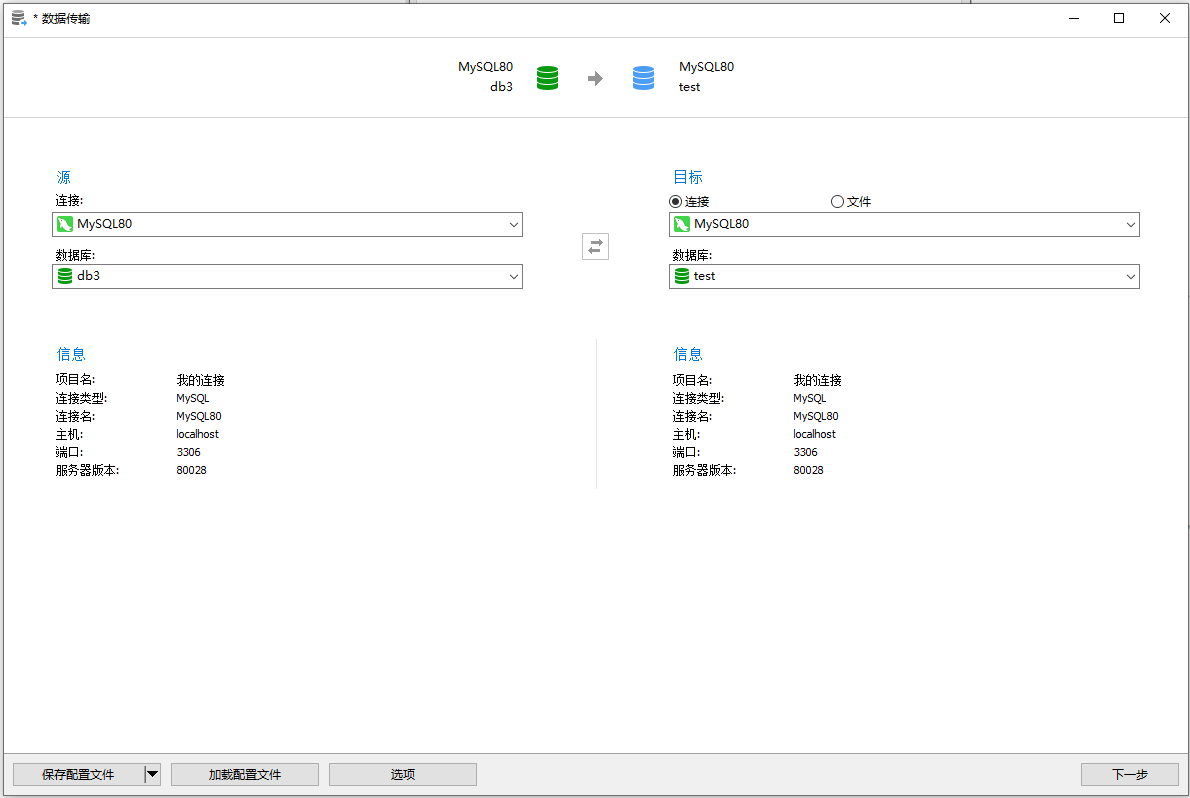 * 数据传输
MySQL80
db3
MySQL80
test
源
连接:
MySQL80
数据库:
db3
目标
连接 文件
MySQL80
数据库:
test
信息
项目名: 我的连接
连接类型: MySQL
连接名: MySQL80
主机: localhost
端口: 3306
服务器版本: 80028
信息
项目名: 我的连接
连接类型: MySQL
连接名: MySQL80
主机: localhost
端口: 3306
服务器版本: 80028
保存配置文件 加载配置文件 选项 下一步